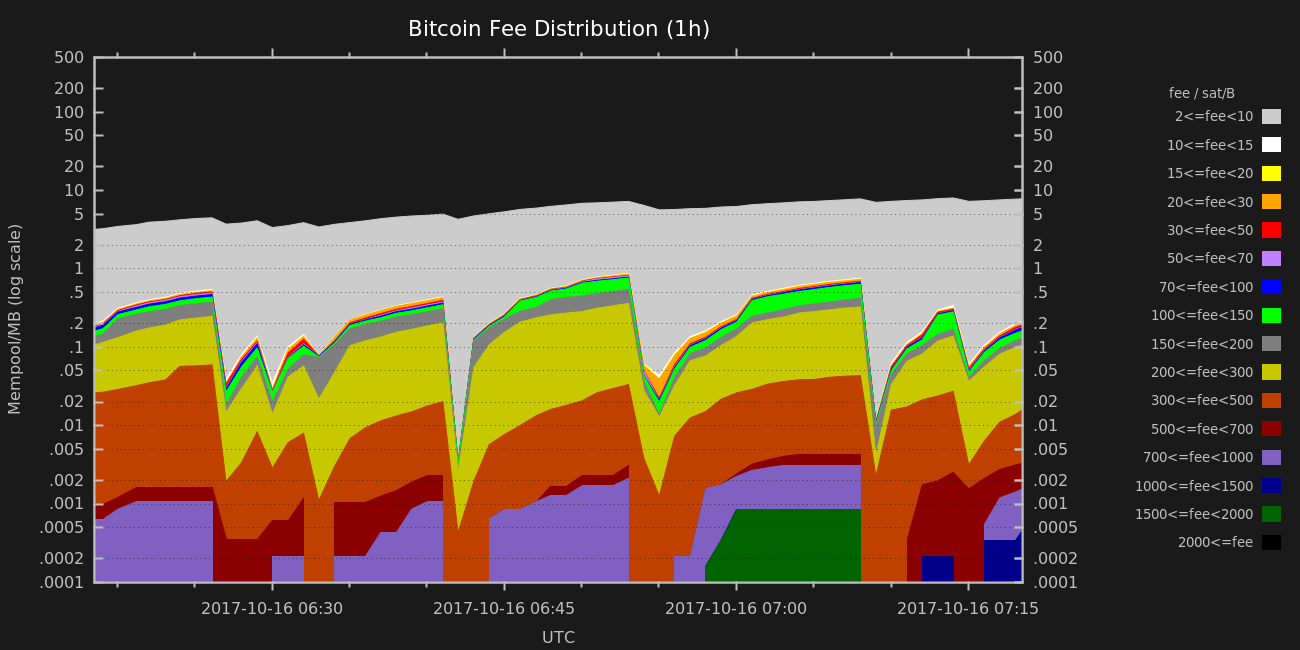 Bitcoin Fee Distribution (1h)
Mempool/MB (log scale)
500
200
100
50
20
10
5
2
1
.5
.2
.1
.05
.02
.01
.005
.002
.001
.0005
.0002
.0001
500
200
100
50
20
10
5
2
1
.5
.2
.1
.05
.02
.01
.005
.002
.001
.0005
.0002
.0001
2017-10-16 06:30
2017-10-16 06:45
2017-10-16 07:00
2017-10-16 07:15
UTC
fee / sat/B
2<=fee<10
10<=fee<15
15<=fee<20
20<=fee<30
30<=fee<50
50<=fee<70
70<=fee<100
100<=fee<150
150<=fee<200
200<=fee<300
300<=fee<500
500<=fee<700
700<=fee<1000
1000<=fee<1500
1500<=fee<2000
2000<=fee